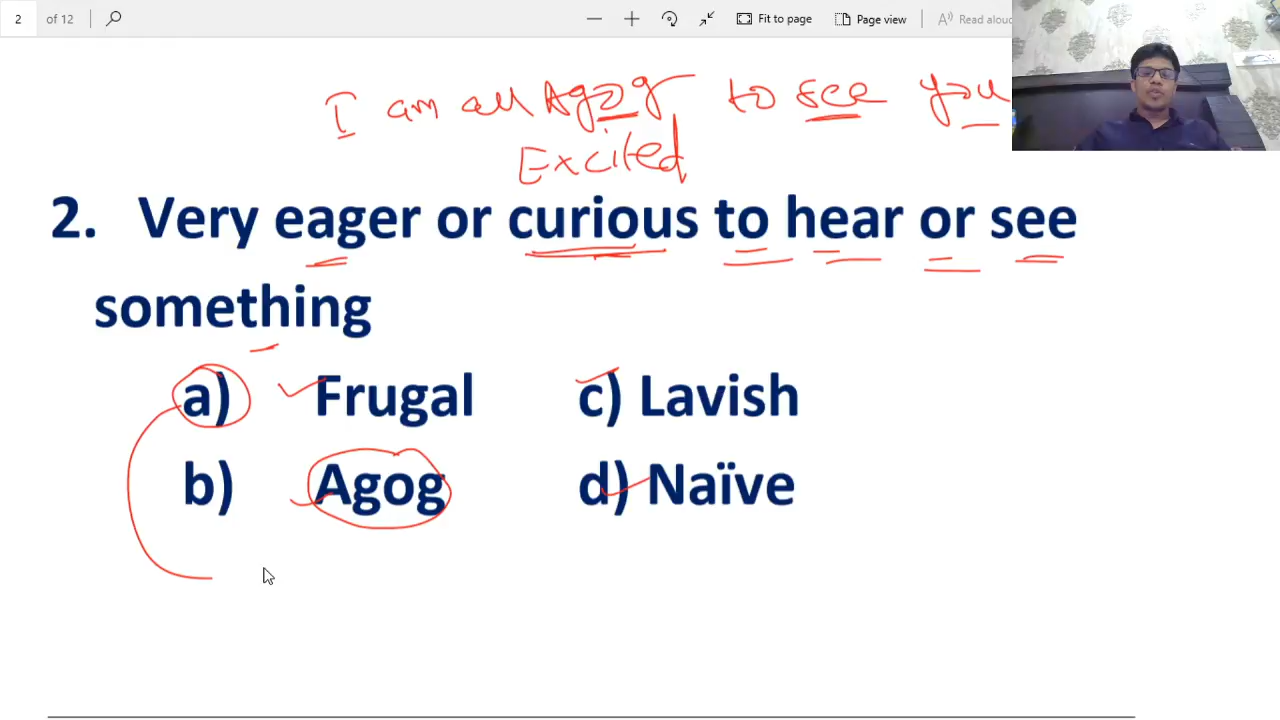 2 of 12 Fit to page Page view Read aloud
I am all Agog to see you
Excited
2. Very eager or curious to hear or see
something
a) Frugal c) Lavish
b) Agog d) Naïve